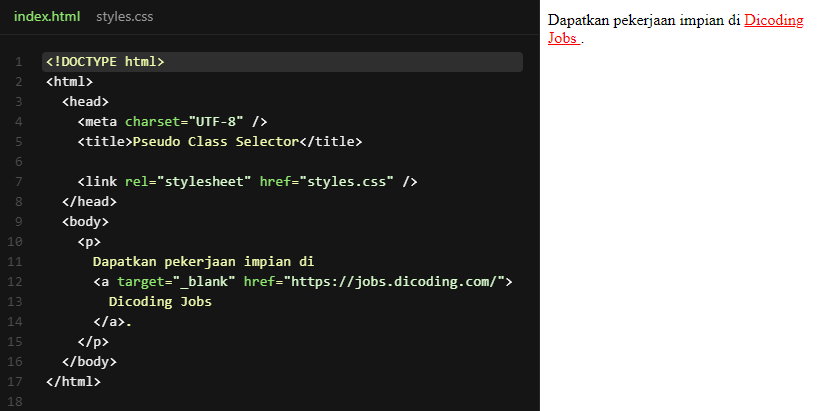 index.html styles.css
1 <!DOCTYPE html>
2 <html>
3   <head>
4     <meta charset="UTF-8" />
5     <title>Pseudo Class Selector</title>
6
7     <link rel="stylesheet" href="styles.css" />
8   </head>
9   <body>
10     <p>
11       Dapatkan pekerjaan impian di
12       <a target="_blank" href="https://jobs.dicoding.com/">
13         Dicoding Jobs
14       </a>.
15     </p>
16   </body>
17 </html>
18
Dapatkan pekerjaan impian di Dicoding
Jobs .